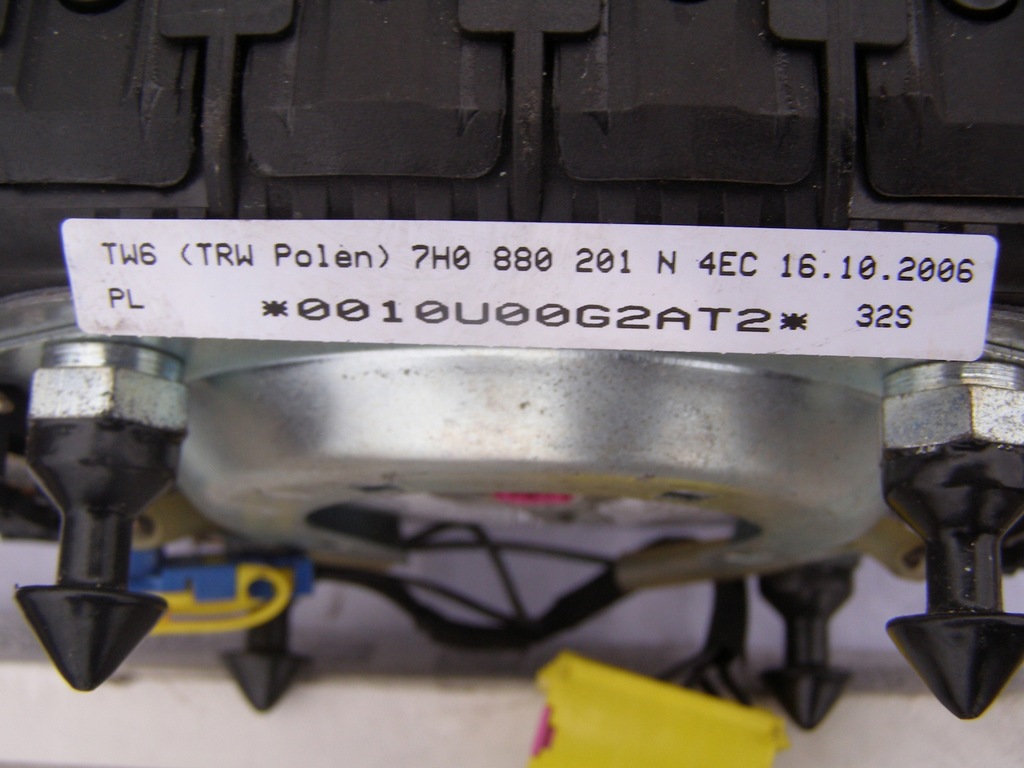 TW6 (TRW Polen) 7H0 880 201 N 4EC 16.10.2006
PL *0010U00G2AT2* 32S